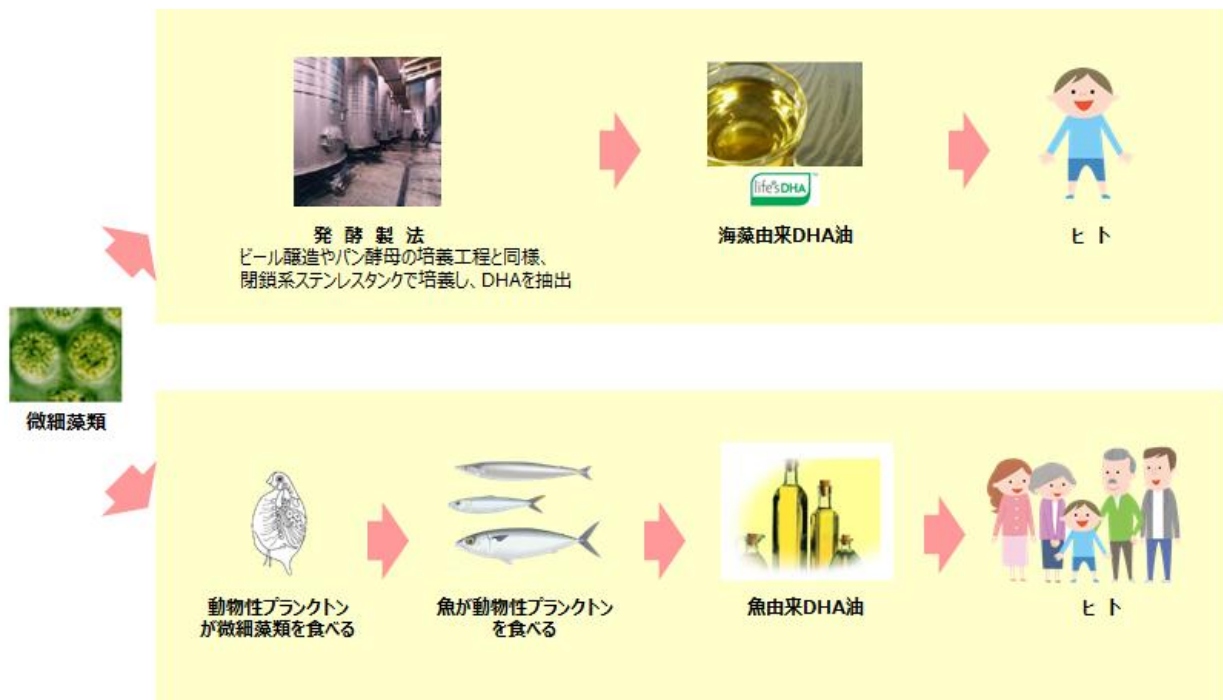 発 酵 製 法
ビール醸造やパン酵母の培義工程と同様、
閉鎖系ステンレスタンクで培義し、DHAを抽出
life'sDHA™
海藻由来DHA油
ヒ ト
微細藻類
動物性プランクトン
が微細藻類を食べる
魚が動物性プランクトン
を食べる
魚由来DHA油
ヒ ト